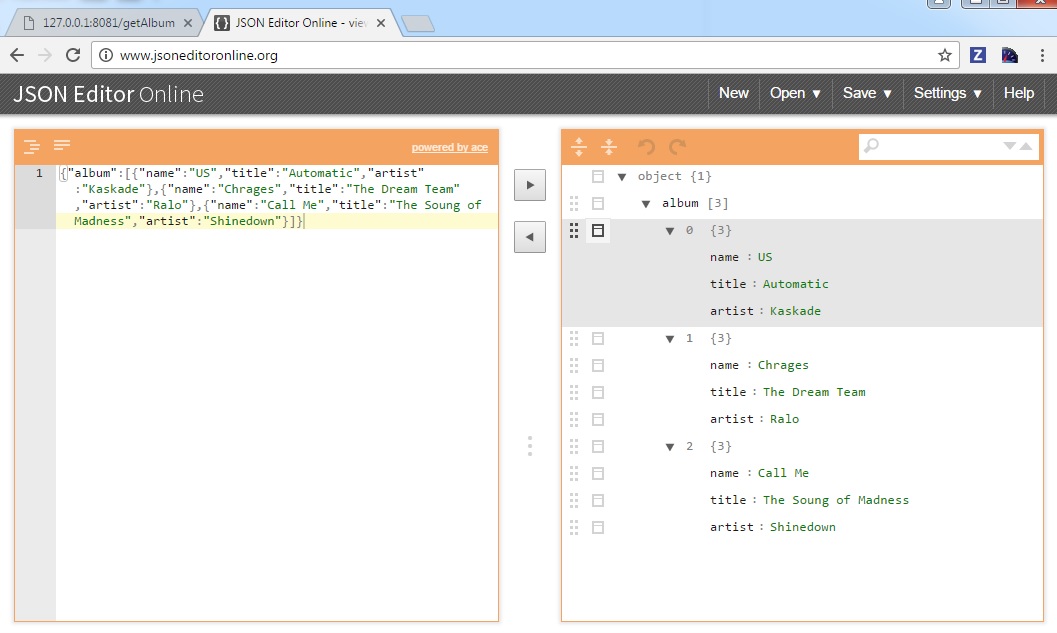 127.0.0.1:8081/getAlbum
JSON Editor Online - vie
www.jsoneditoronline.org
Z
JSON Editor Online
New Open Save Settings Help
powered by ace
1 {"album":[{"name":"US","title":"Automatic","artist"
:"Kaskade"},{"name":"Chrages","title":"The Dream Team"
,"artist":"Ralo"},{"name":"Call Me","title":"The Soung of
Madness","artist":"Shinedown"}]}
object {1}
album [3]
0 {3}
name : US
title : Automatic
artist : Kaskade
1 {3}
name : Chrages
title : The Dream Team
artist : Ralo
2 {3}
name : Call Me
title : The Soung of Madness
artist : Shinedown